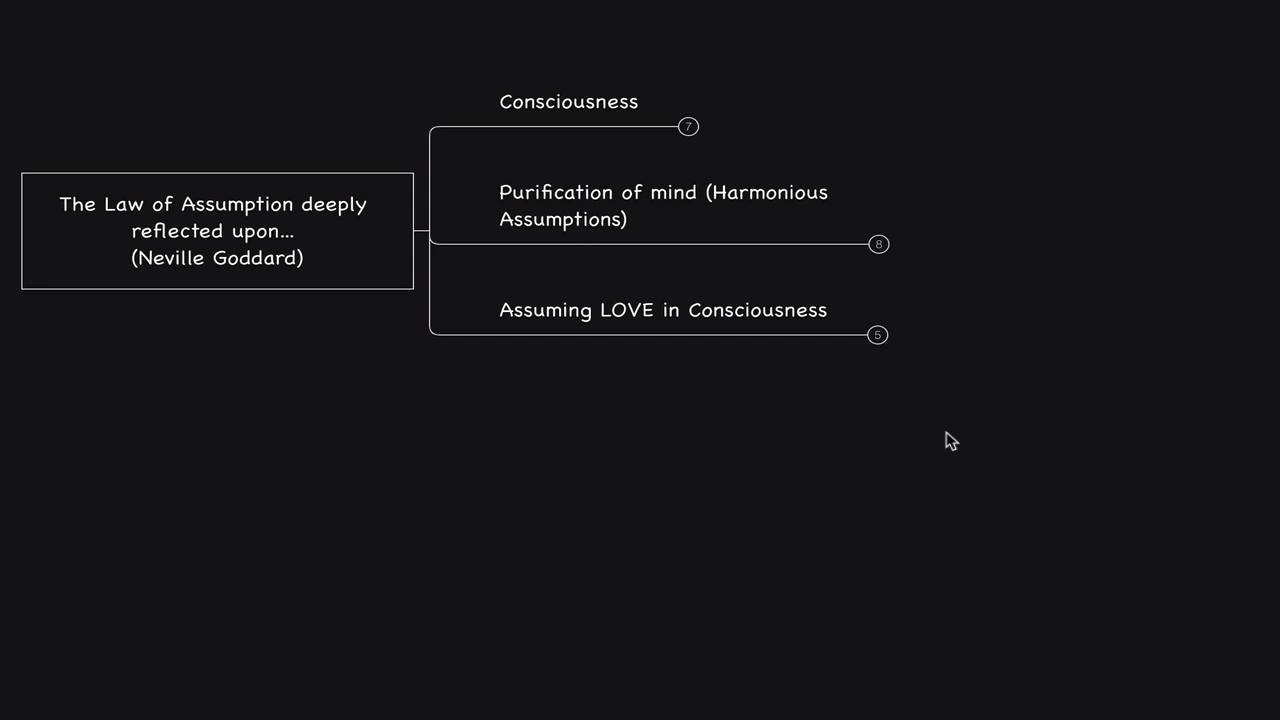 The Law of Assumption deeply
reflected upon...
(Neville Goddard)
Consciousness
7
Purification of mind (Harmonious
Assumptions)
8
Assuming LOVE in Consciousness
5